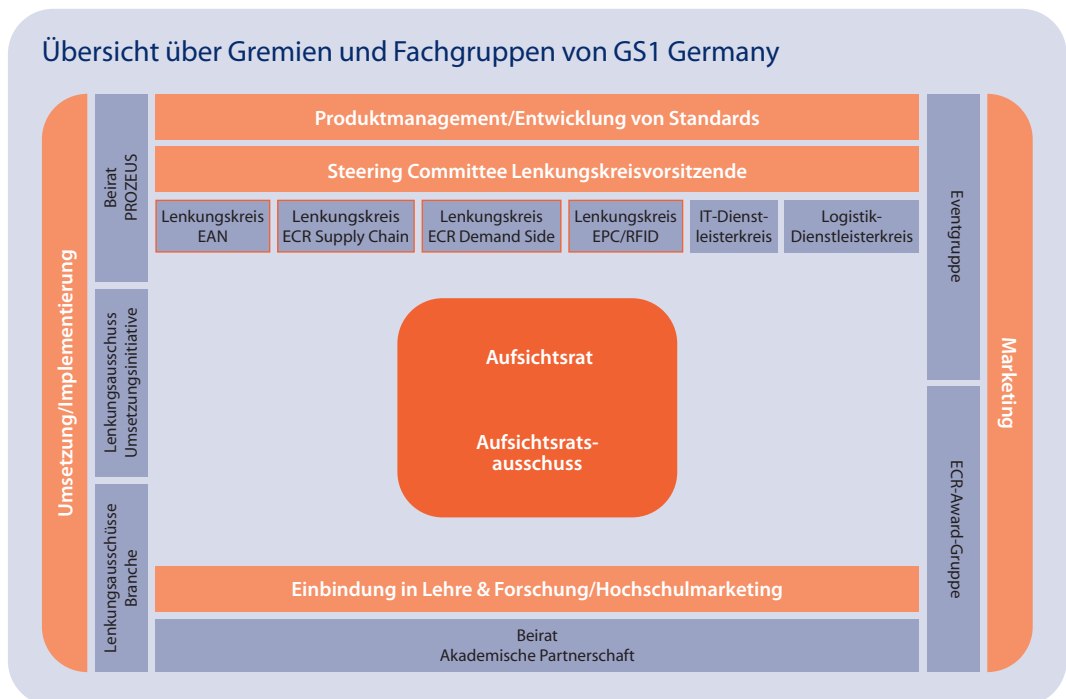 Übersicht über Gremien und Fachgruppen von GS1 Germany
Umsetzung/Implementierung
Beirat
PROZEUS
Lenkungsausschuss
Umsetzungsinitiative
Lenkungsausschüsse
Branche
Produktmanagement/Entwicklung von Standards
Steering Committee Lenkungskreisvorsitzende
Lenkungskreis
EAN
Lenkungskreis
ECR Supply Chain
Lenkungskreis
ECR Demand Side
Lenkungskreis
EPC/RFID
IT-Dienst-
leisterkreis
Logistik-
Dienstleisterkreis
Aufsichtsrat
Aufsichtsrats-
ausschuss
Einbindung in Lehre & Forschung/Hochschulmarketing
Beirat
Akademische Partnerschaft
Eventgruppe
ECR-Award-Gruppe
Marketing